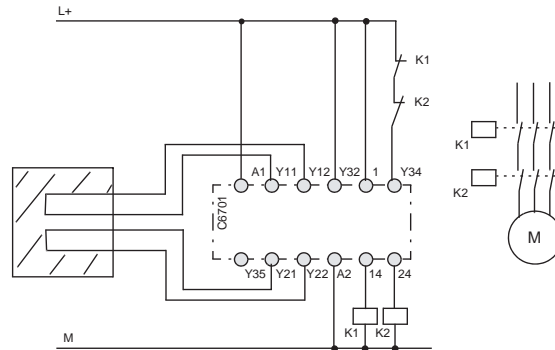 L+
K1
K2
A1 Y11 Y12 Y32 1 Y34
C6701
Y35 Y21 Y22 A2 14 24
K1 K2
M
K1
K2
M